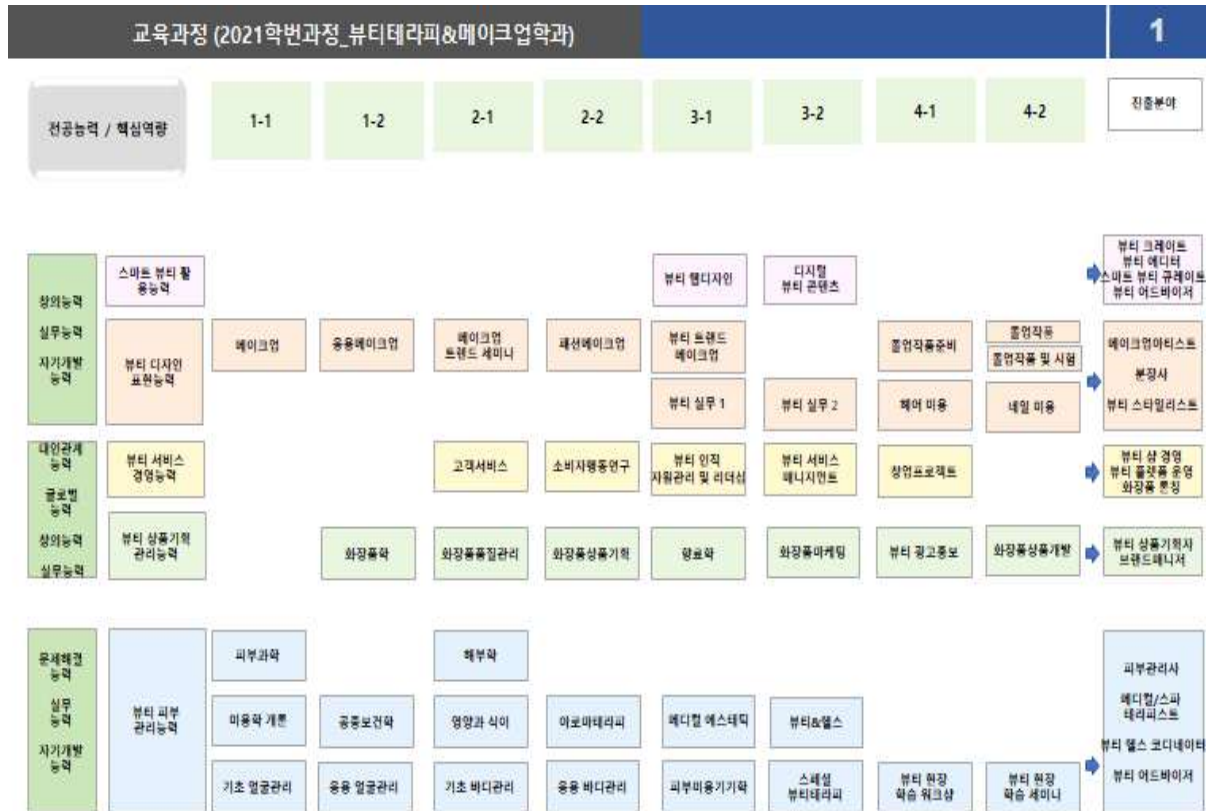 교육과정 (2021학번과정_뷰티테라피&메이크업학과)
1
전공능력 / 핵심역량
1-1
1-2
2-1
2-2
3-1
3-2
4-1
4-2
진출분야
창의능력
실무능력
자기개발
능력
스마트 뷰티 활
용능력
뷰티 웹디자인
디지털
뷰티 콘텐츠
뷰티 크레이트
뷰티 에디터
스마트 뷰티 큐레이트
뷰티 어드바이저
뷰티 디자인
표현능력
메이크업
응용메이크업
메이크업
트렌드 세미나
패션메이크업
뷰티 트랜드
메이크업
졸업작품준비
졸업작품
졸업작품 및 시험
뷰티 실무 1
뷰티 실무 2
헤어 미용
네일 미용
메이크업아티스트
분장사
뷰티 스타일리스트
대인관계
능력
글로벌
능력
창의능력
실무능력
뷰티 서비스
경영능력
고객서비스
소비자행동연구
뷰티 인적
자원관리 및 리더십
뷰티 서비스
매니지먼트
창업프로젝트
뷰티 샵 경영
뷰티 플랫폼 운영
화장품 론칭
뷰티 상품기획
관리능력
화장품학
화장품품질관리
화장품상품기획
향료학
화장품마케팅
뷰티 광고홍보
화장품상품개발
뷰티 상품기획자
브랜드매니저
문제해결
능력
실무
능력
자기개발
능력
뷰티 피부
관리능력
피부과학
해부학
미용학 개론
공중보건학
영양과 식이
아로마테라피
메디컬 에스테틱
뷰티&헬스
기초 얼굴관리
응용 얼굴관리
기초 바디관리
응용 바디관리
피부미용기기학
스페셜
뷰티테라피
뷰티 현장
학습 워크샵
뷰티 현장
학습 세미나
피부관리사
메디컬/스파
테라피스트
뷰티 헬스 코디네이터
뷰티 어드바이저